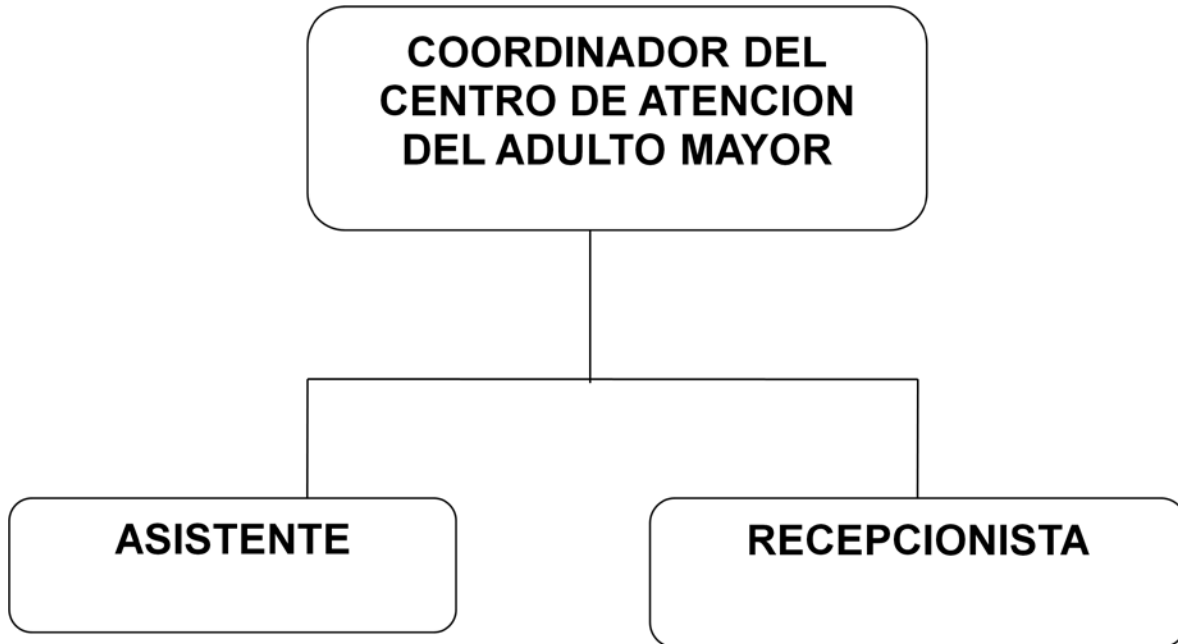 COORDINADOR DEL
CENTRO DE ATENCION
DEL ADULTO MAYOR
ASISTENTE
RECEPCIONISTA